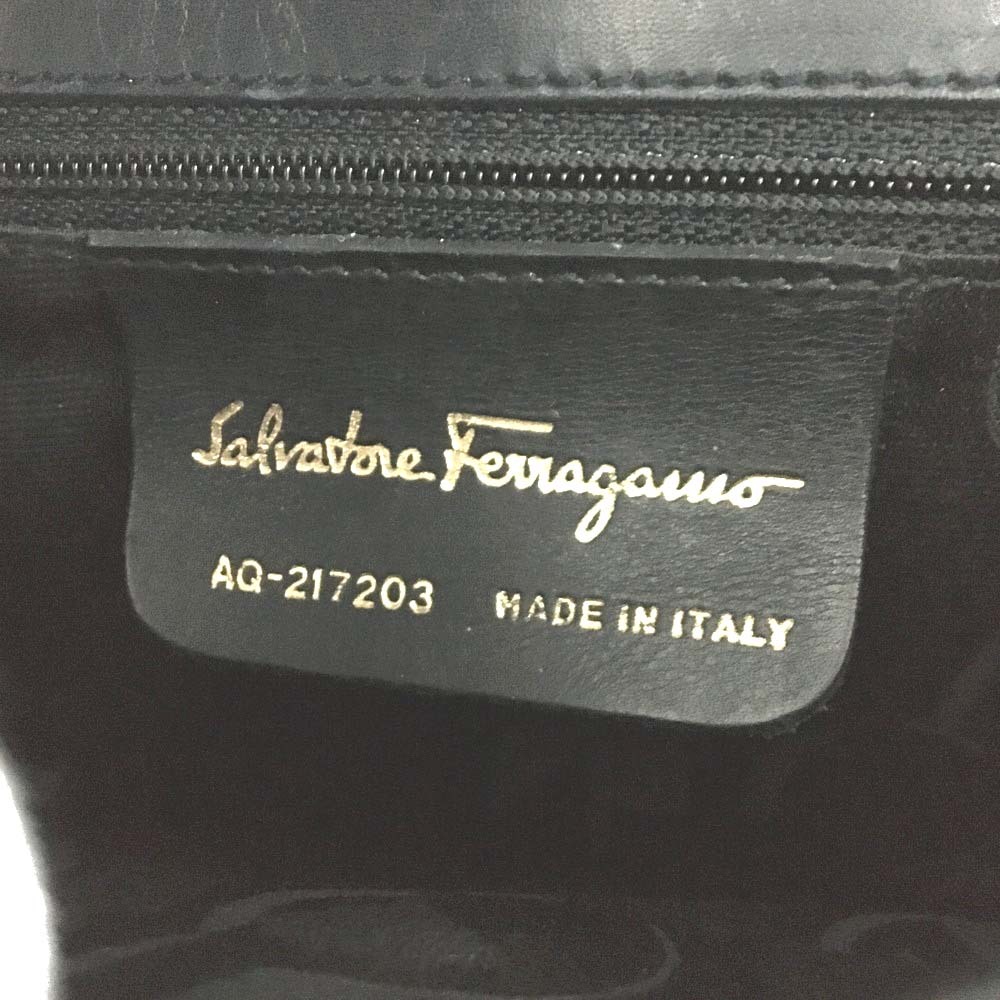 Salvatore Ferragamo
AQ-217203 MADE IN ITALY